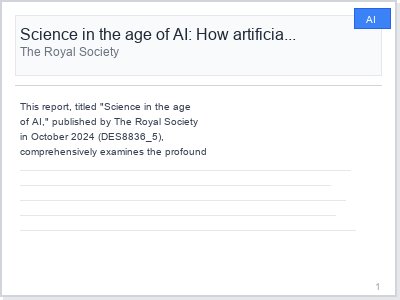 AI
Science in the age of AI: How artificia...
The Royal Society
This report, titled "Science in the age
of AI," published by The Royal Society
in October 2024 (DES8836_5),
comprehensively examines the profound
1